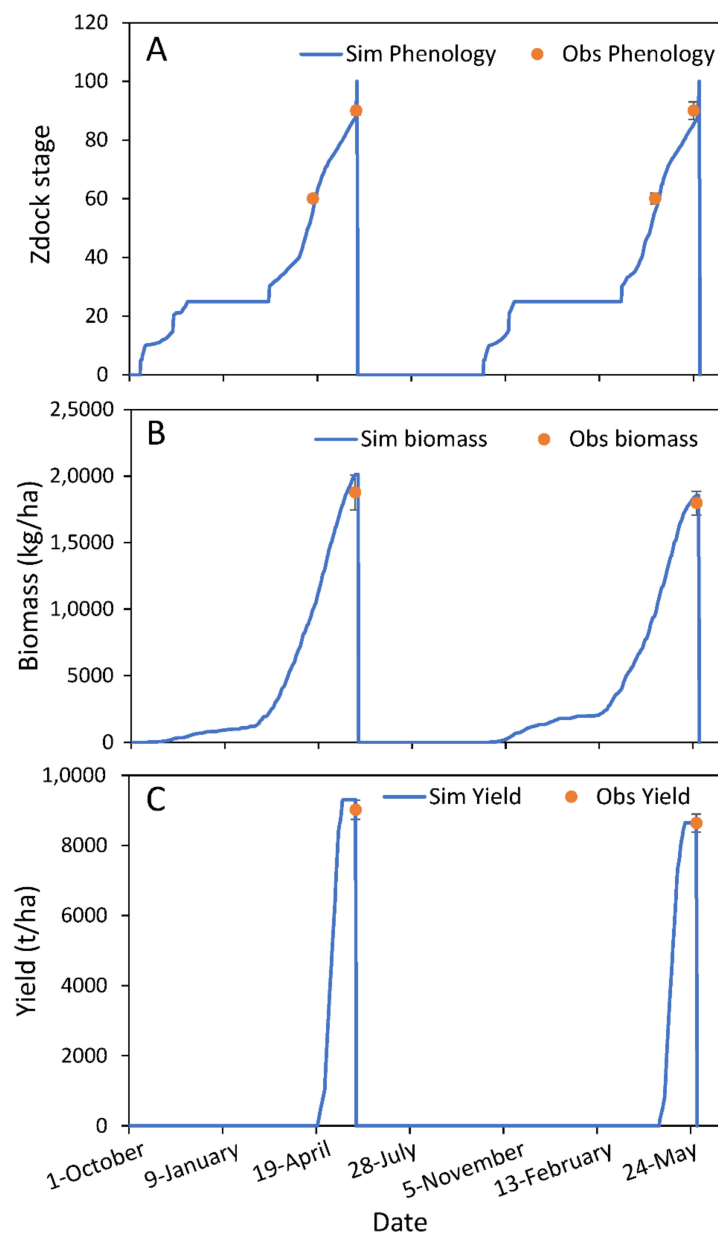 A
Sim Phenology
Obs Phenology
120
100
80
60
40
20
0
Zdock stage
B
Sim biomass
Obs biomass
2,5000
2,0000
1,5000
1,0000
5000
0
Biomass (kg/ha)
C
Sim Yield
Obs Yield
1,0000
8000
6000
4000
2000
0
Yield (t/ha)
1-October
9-January
19-April
28-July
5-November
13-February
24-May
Date